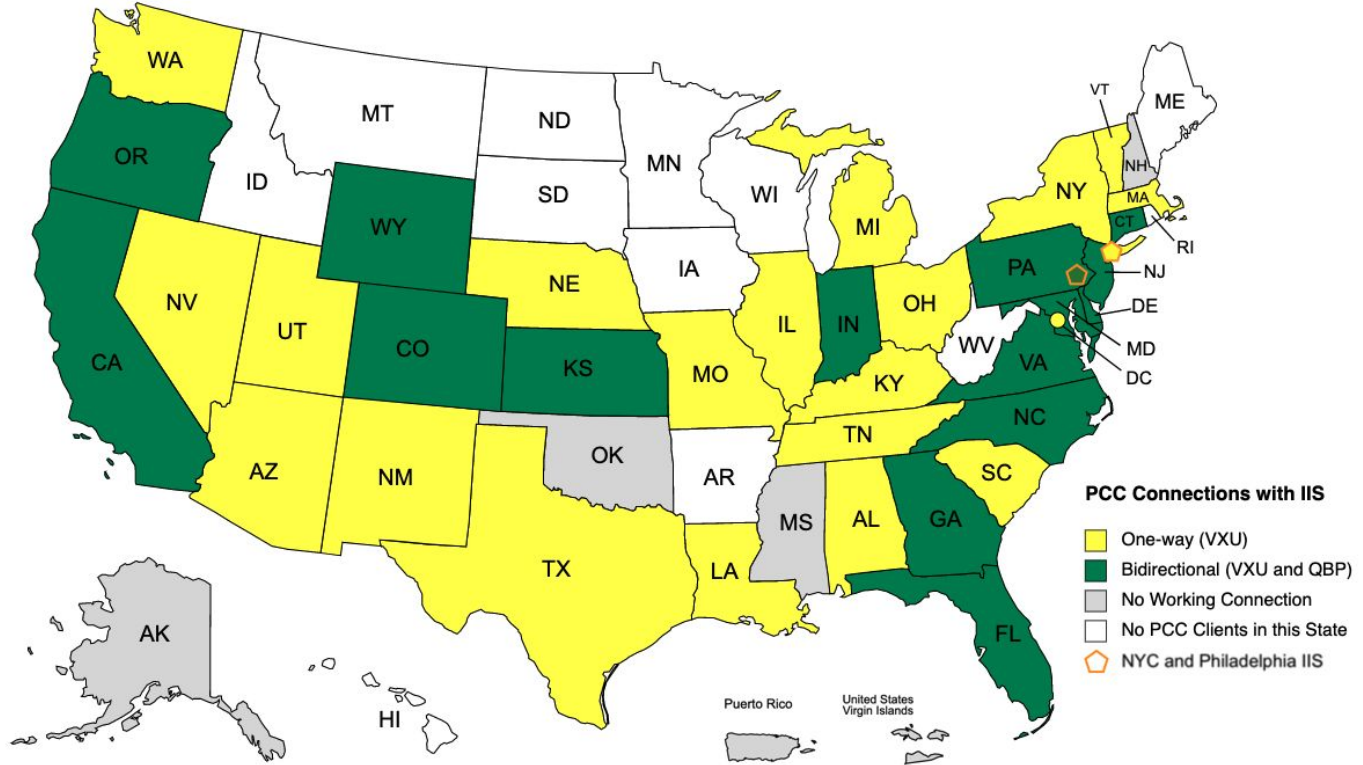 WA
VT
ME
MT
ND
OR
MN
NH
ID
SD
WI
NY
MA
WY
MI
CT
RI
IA
PA
NJ
NE
NV
OH
DE
UT
IL
IN
CO
WV
MD
CA
KS
VA
MO
KY
DC
NC
TN
OK
AZ
SC
NM
AR
PCC Connections with IIS
MS
AL
GA
One-way (VXU)
TX
LA
Bidirectional (VXU and QBP)
No Working Connection
AK
FL
No PCC Clients in this State
NYC and Philadelphia IIS
HI
Puerto Rico
United States
Virgin Islands